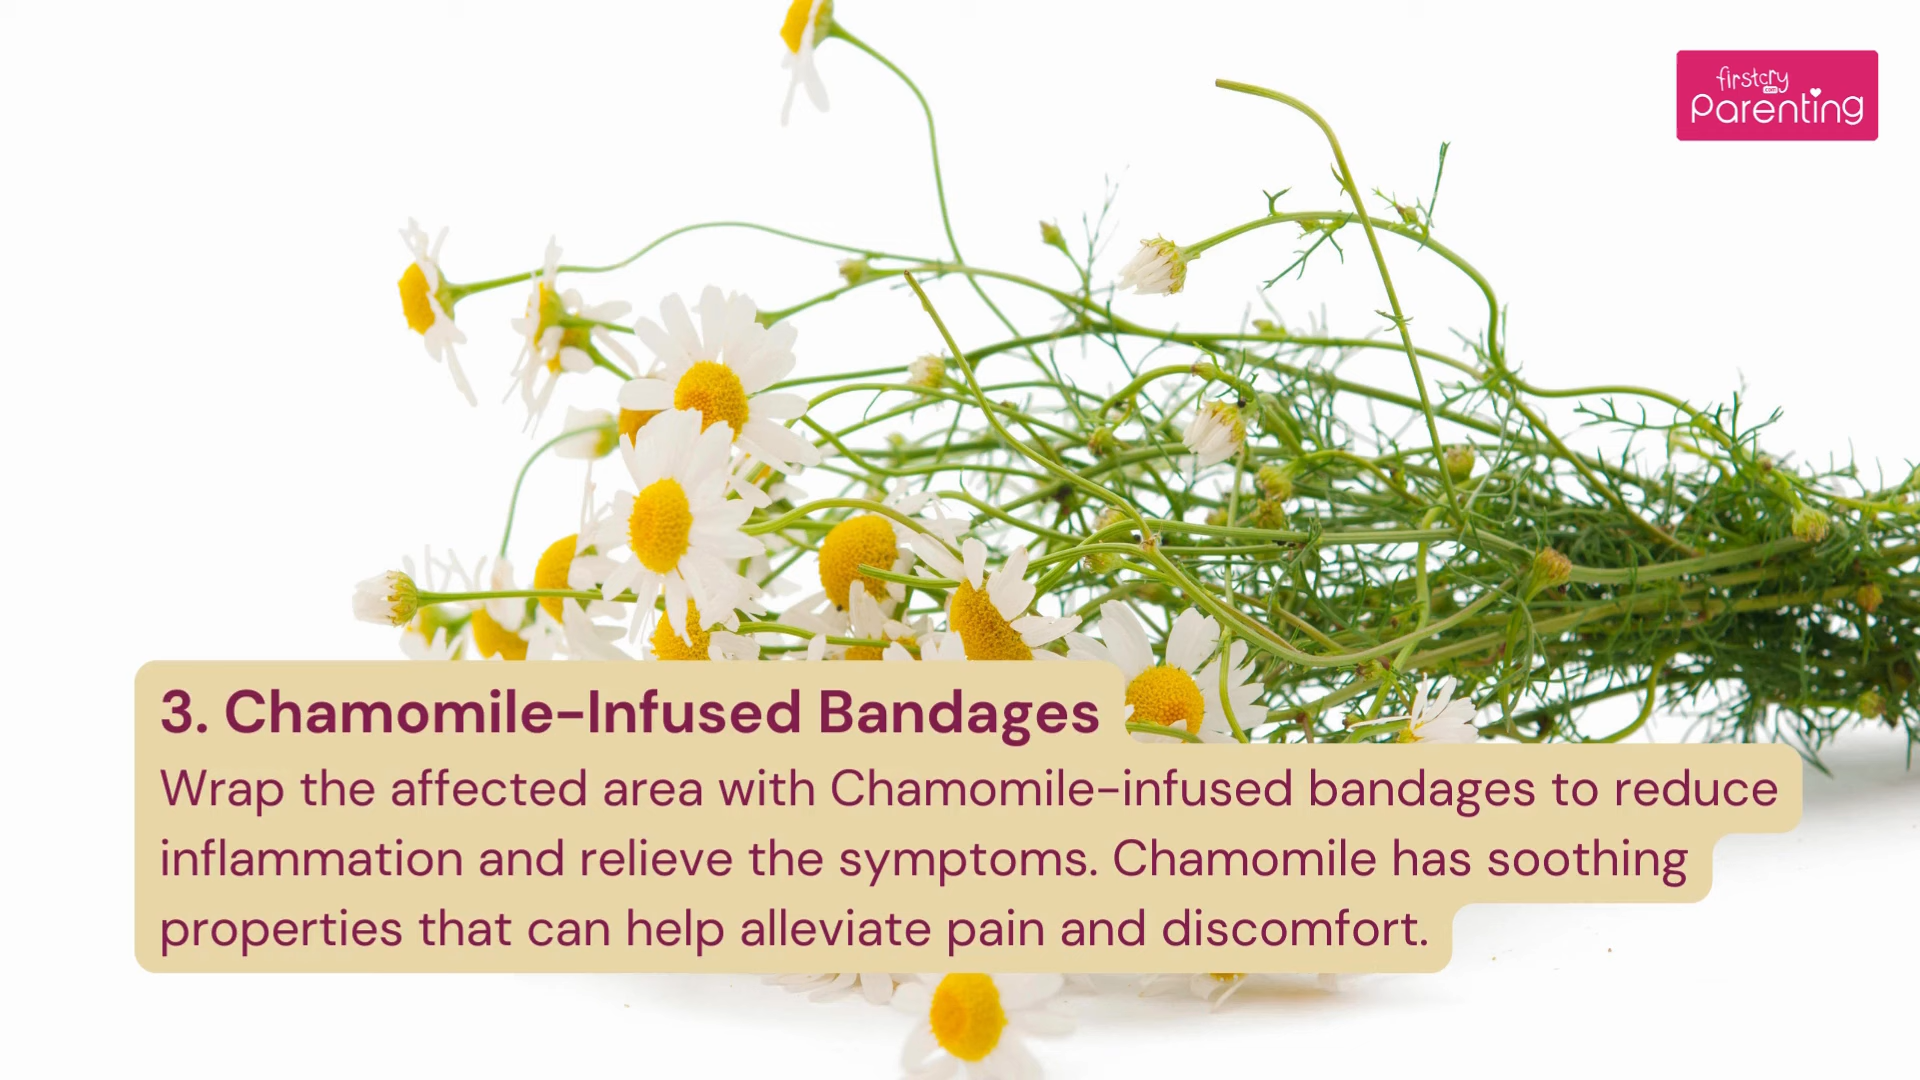 firstcry
.com
Parenting
3. Chamomile-Infused Bandages
Wrap the affected area with Chamomile-infused bandages to reduce
inflammation and relieve the symptoms. Chamomile has soothing
properties that can help alleviate pain and discomfort.